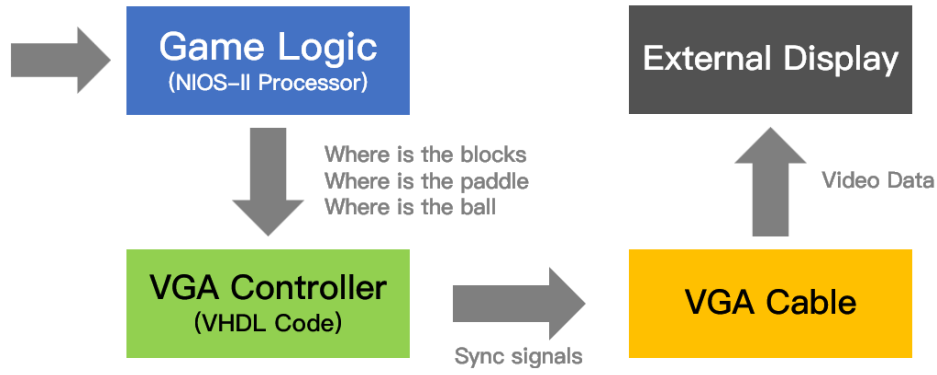 Game Logic
(NIOS-II Processor)
External Display
Where is the blocks
Where is the paddle
Where is the ball
Video Data
VGA Controller
(VHDL Code)
VGA Cable
Sync signals